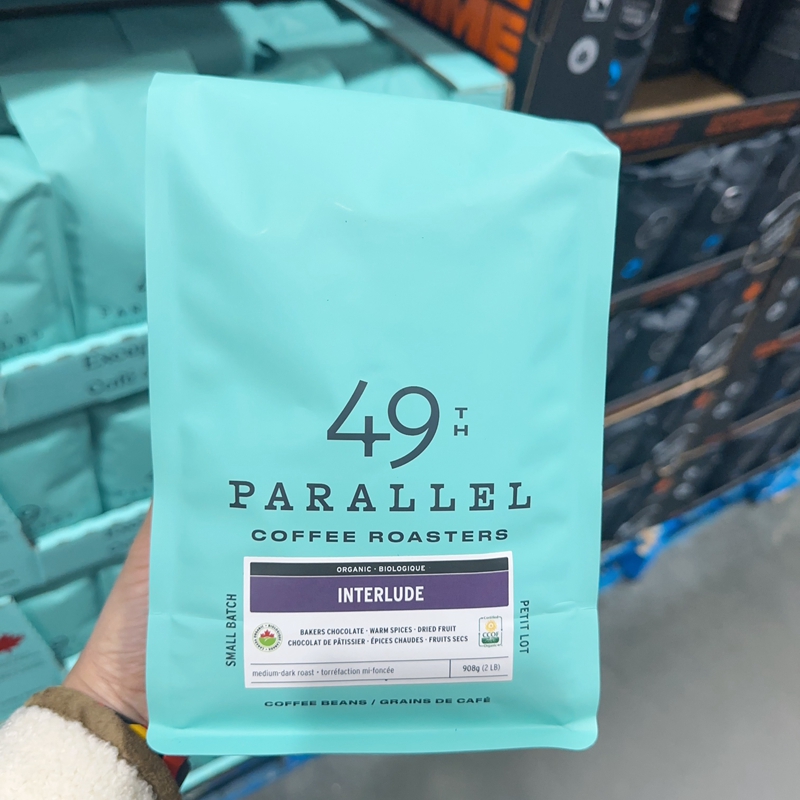 49
TH
PARALLEL
COFFEE ROASTERS
ORGANIC · BIOLOGIQUE
INTERLUDE
BAKERS CHOCOLATE · WARM SPICES · DRIED FRUIT
CHOCOLAT DE PÂTISSIER · ÉPICES CHAUDES · FRUITS SECS
medium-dark roast · torréfaction mi-foncée
908g (2 LB)
SMALL BATCH
PETIT LOT
CCOF
COFFEE BEANS / GRAINS DE CAFÉ
Café